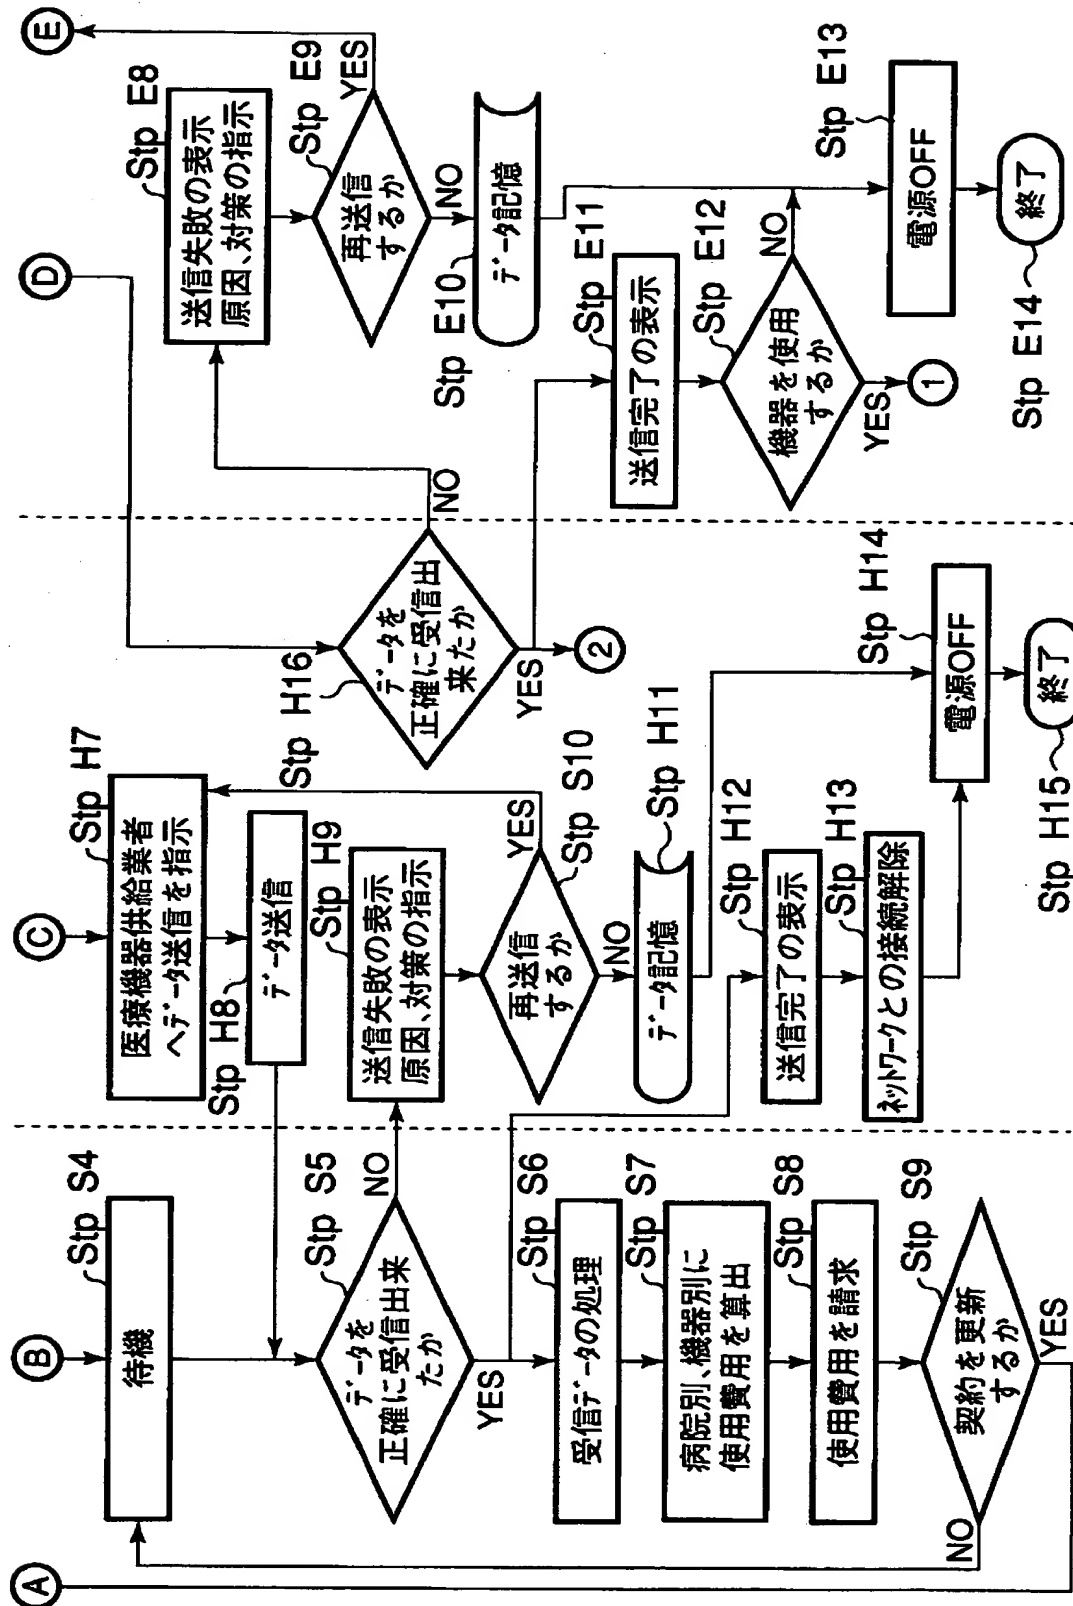 A
B
Stp S4
待機
Stp S5
データを
正確に受信出来
たか
NO
YES
Stp S6
受信データの処理
Stp S7
病院別、機器別に
使用費用を算出
Stp S8
使用費用を請求
Stp S9
契約を更新
するか
NO
YES
C
Stp H7
医療機器供給業者
へデータ送信を指示
Stp H8
データ送信
Stp H9
送信失敗の表示
原因、対策の指示
Stp S10
再送信
するか
YES
NO
Stp H11
データ記憶
Stp H12
送信完了の表示
Stp H13
ネットワークとの接続解除
Stp H14
電源OFF
Stp H15
終了
D
Stp H16
データを
正確に受信出
来たか
NO
YES
2
E
Stp E8
送信失敗の表示
原因、対策の指示
Stp E9
再送信
するか
YES
NO
Stp E10
データ記憶
Stp E11
送信完了の表示
Stp E12
機器を使用
するか
NO
YES
1
Stp E13
電源OFF
Stp E14
終了